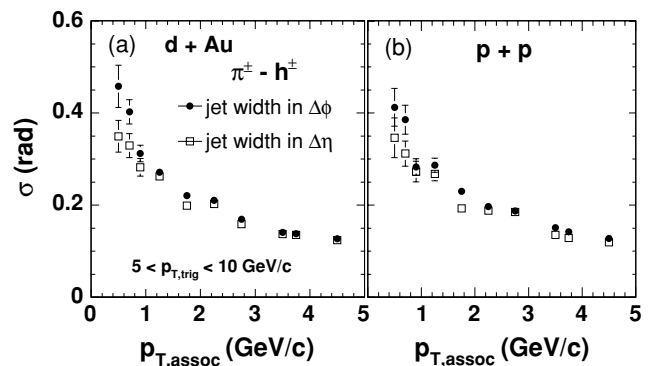 (a) d + Au
π± - h±
jet width in Δϕ
jet width in Δη
5 < pT,trig < 10 GeV/c
(b) p + p
σ (rad)
0.6
0.4
0.2
0
0 1 2 3 4 5
0 1 2 3 4 5
pT,assoc (GeV/c)
pT,assoc (GeV/c)